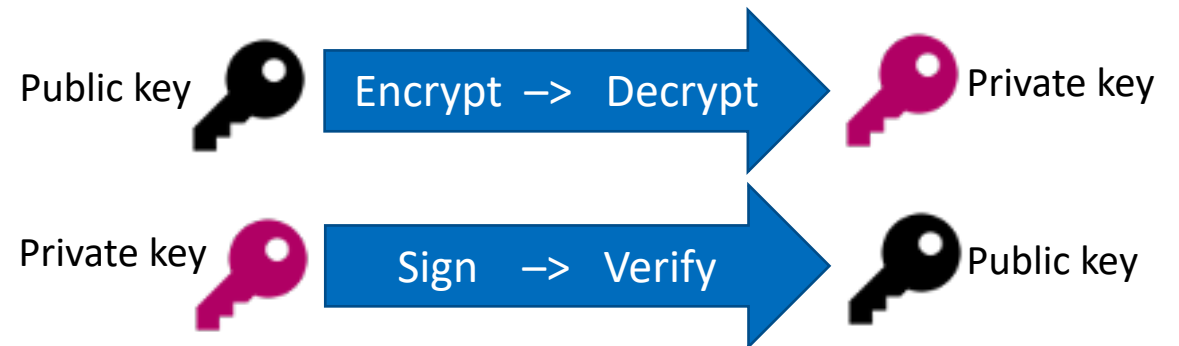 Public key Encrypt –> Decrypt Private key
Private key Sign –> Verify Public key